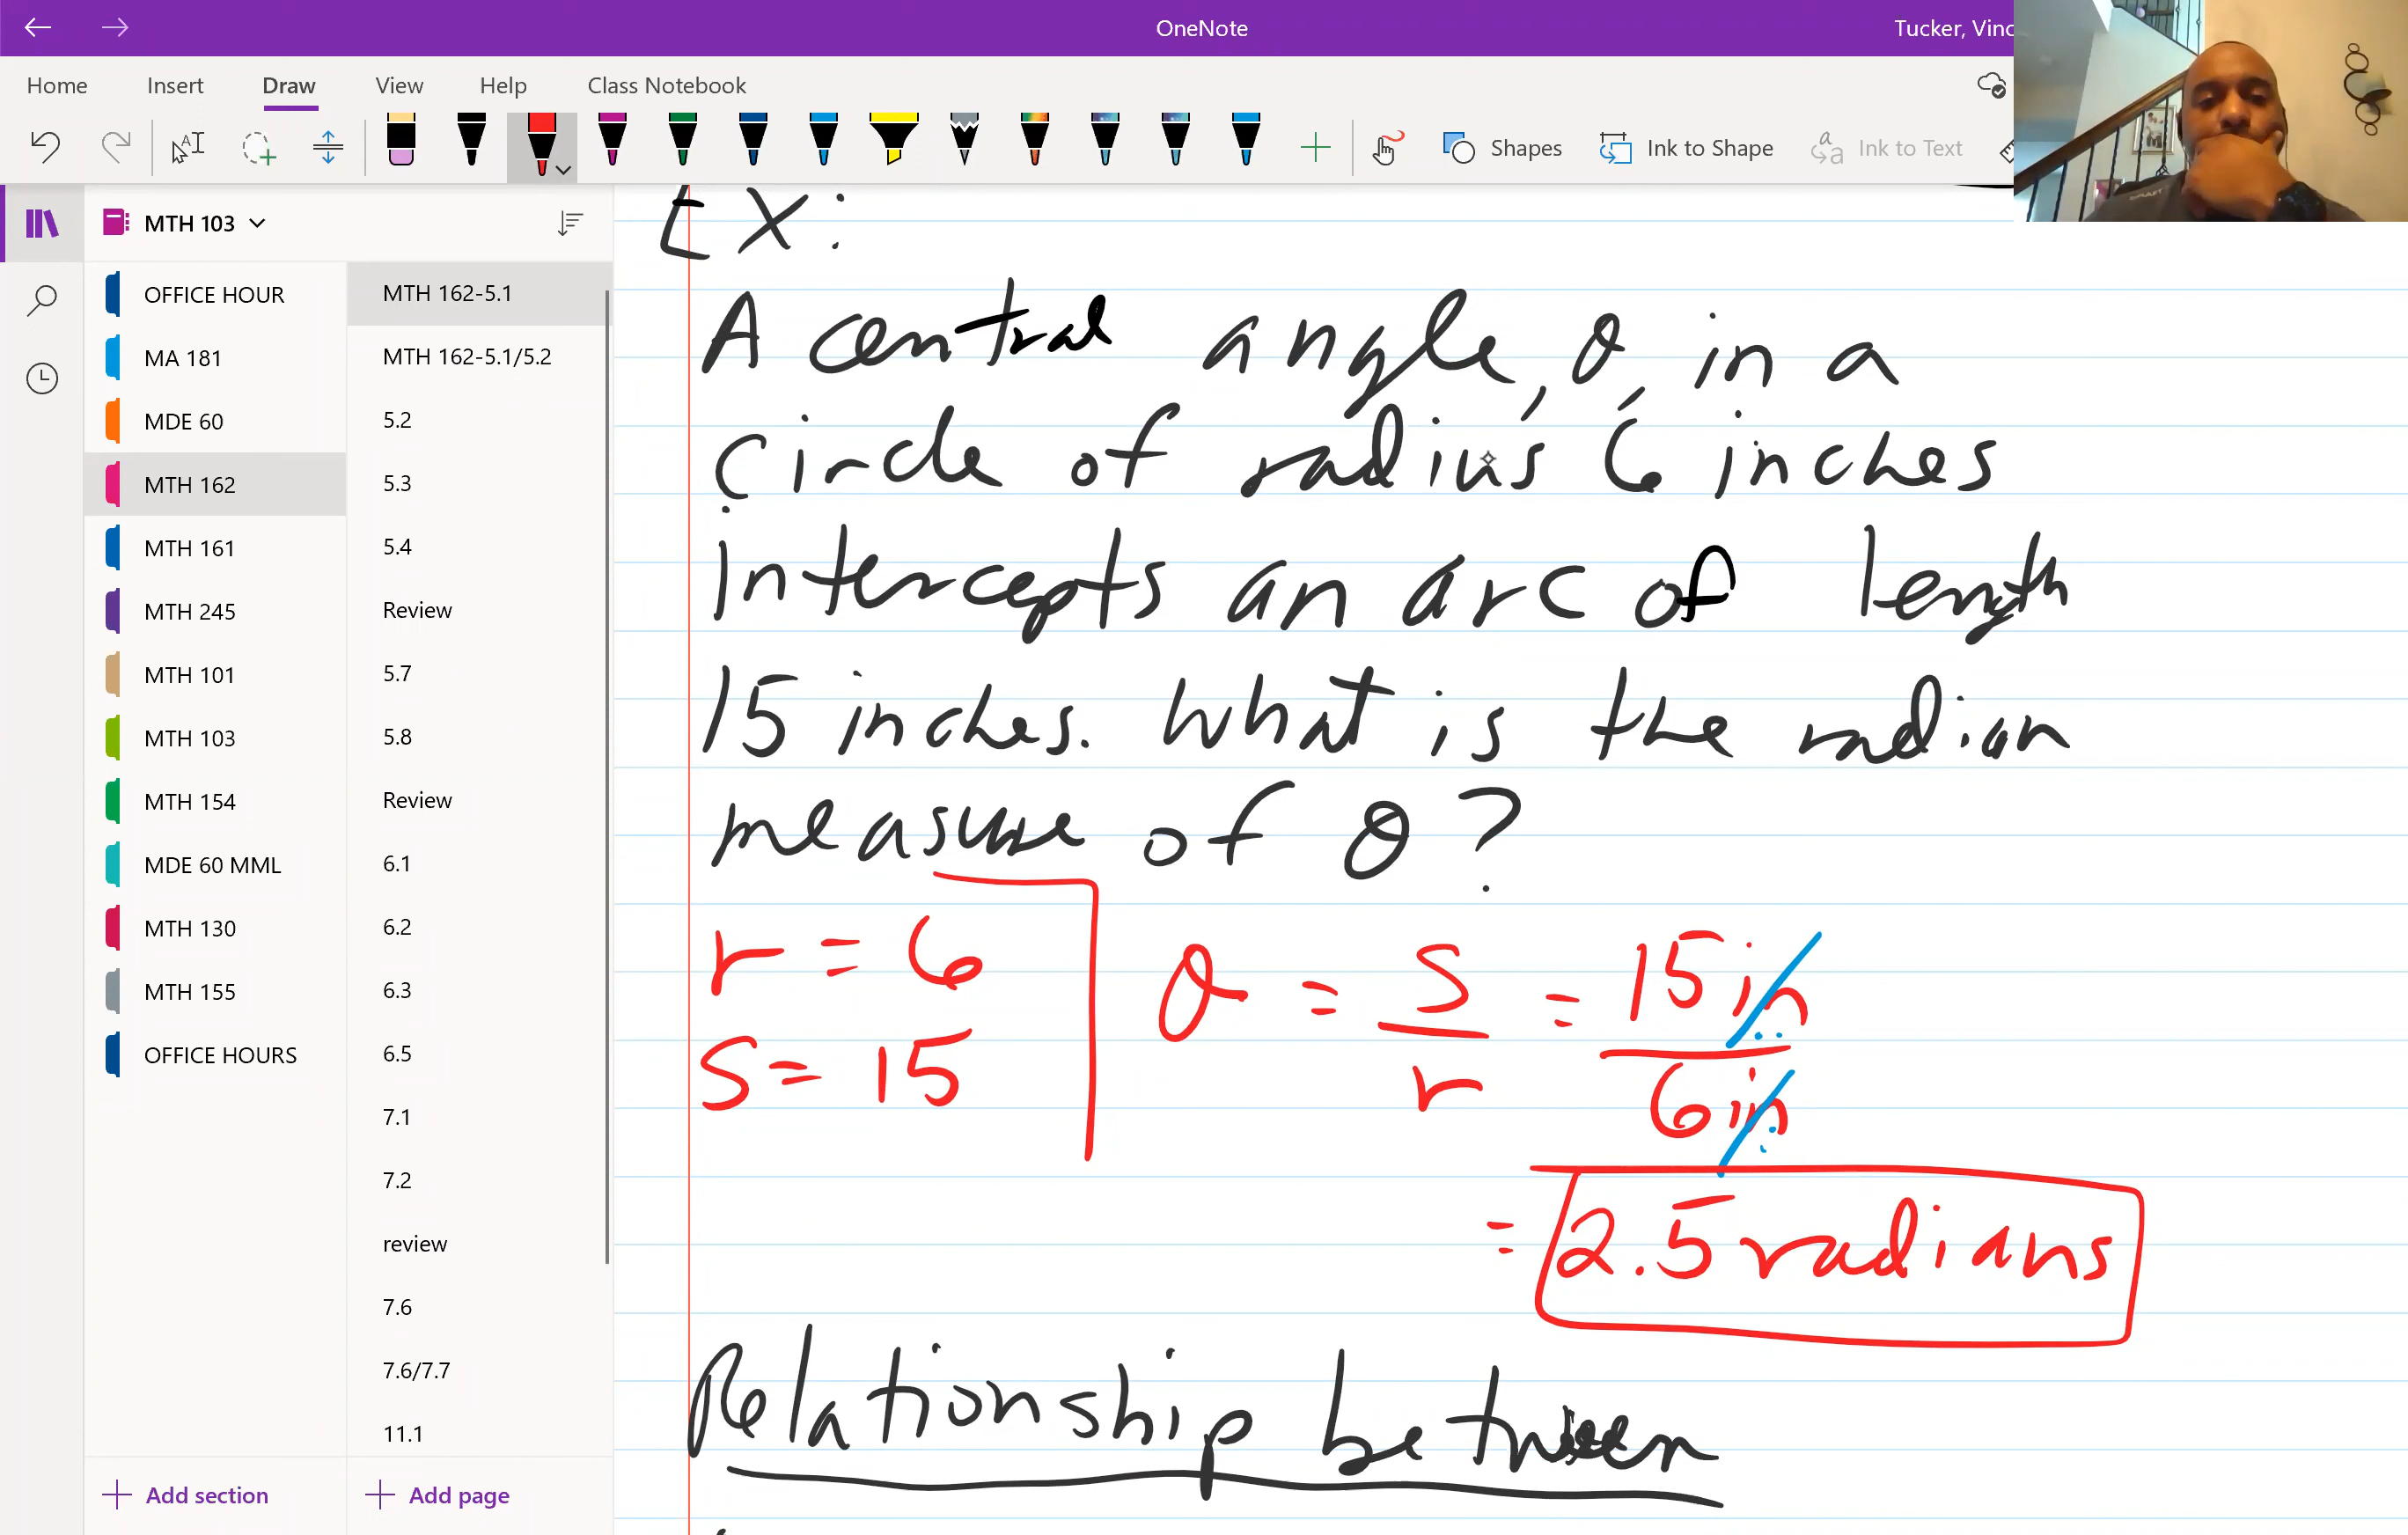 OneNote
Tucker, Vinc
Home Insert Draw View Help Class Notebook
Shapes Ink to Shape Ink to Text
MTH 103
OFFICE HOUR
MA 181
MDE 60
MTH 162
MTH 161
MTH 245
MTH 101
MTH 103
MTH 154
MDE 60 MML
MTH 130
MTH 155
OFFICE HOURS
Add section
MTH 162-5.1
MTH 162-5.1/5.2
5.2
5.3
5.4
Review
5.7
5.8
Review
6.1
6.2
6.3
6.5
7.1
7.2
review
7.6
7.6/7.7
11.1
Add page
EX:
A central angle, θ, in a
circle of radius 6 inches
intercepts an arc of length
15 inches. What is the radian
measure of θ?
r = 6
s = 15
θ = s/r = 15in/6in
= 2.5 radians
Relationship between